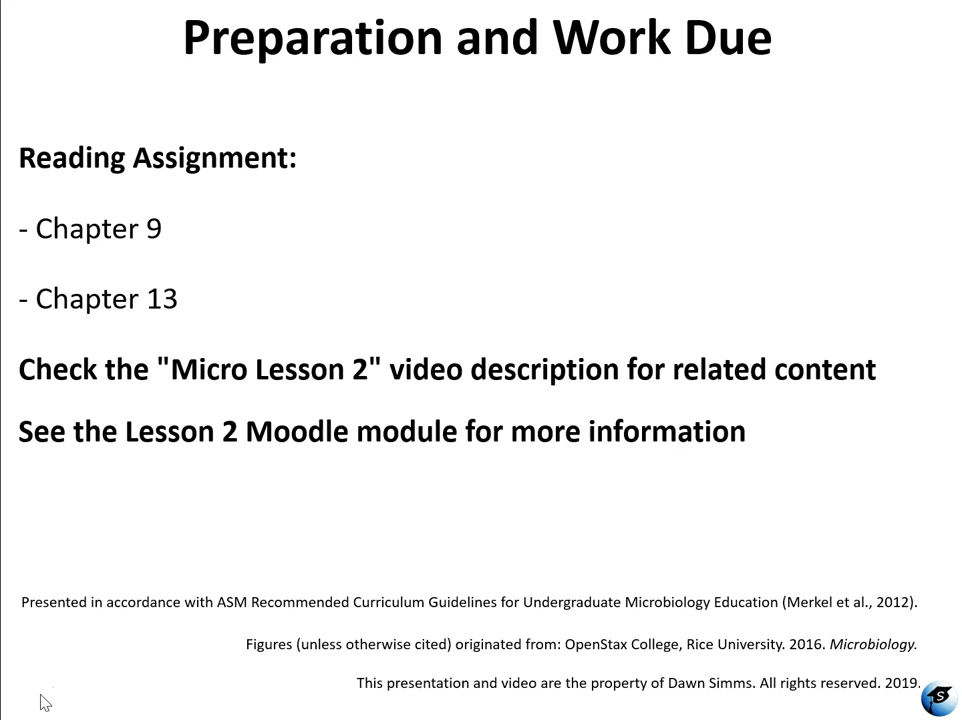 Preparation and Work Due
Reading Assignment:
- Chapter 9
- Chapter 13
Check the "Micro Lesson 2" video description for related content
See the Lesson 2 Moodle module for more information
Presented in accordance with ASM Recommended Curriculum Guidelines for Undergraduate Microbiology Education (Merkel et al., 2012).
Figures (unless otherwise cited) originated from: OpenStax College, Rice University. 2016. Microbiology.
This presentation and video are the property of Dawn Simms. All rights reserved. 2019.
S